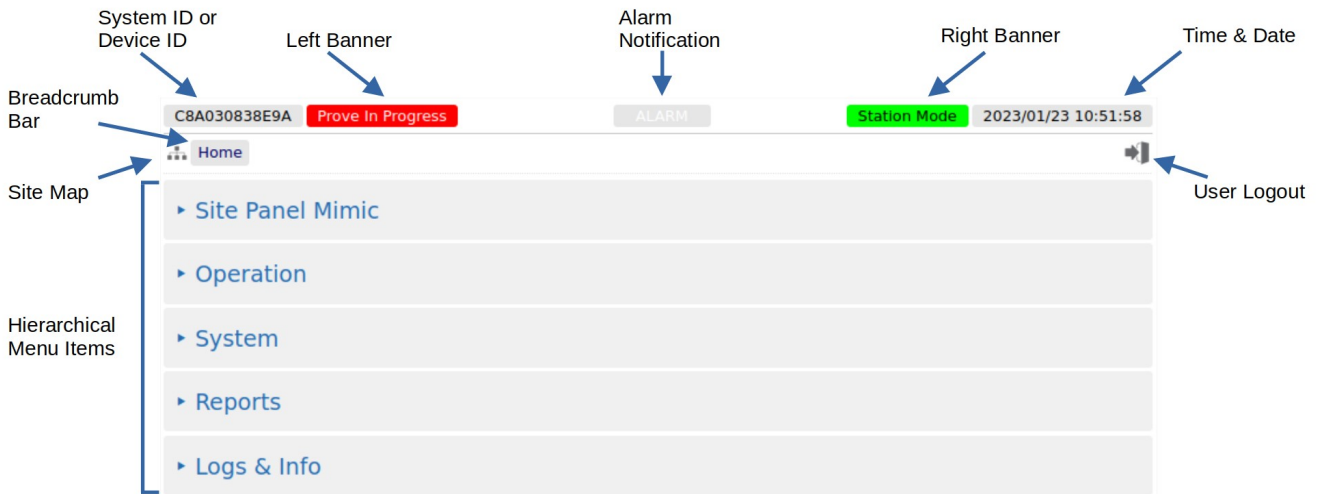 System ID or
Device ID
Left Banner
Alarm
Notification
Right Banner
Time & Date
Breadcrumb
Bar
C8A030838E9A
Prove In Progress
ALARM
Station Mode
2023/01/23 10:51:58
Home
Site Map
User Logout
Site Panel Mimic
Operation
Hierarchical
Menu Items
System
Reports
Logs & Info